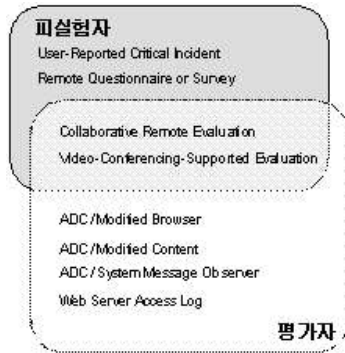 피실험자
User-Reported Critical Incident
Remote Questionnaire or Survey
Collaborative Remote Evaluation
Video-Conferencing-Supported Evaluation
ADC/Modified Browser
ADC/Modified Content
ADC/System Message Observer
Web Server Access Log
평가자